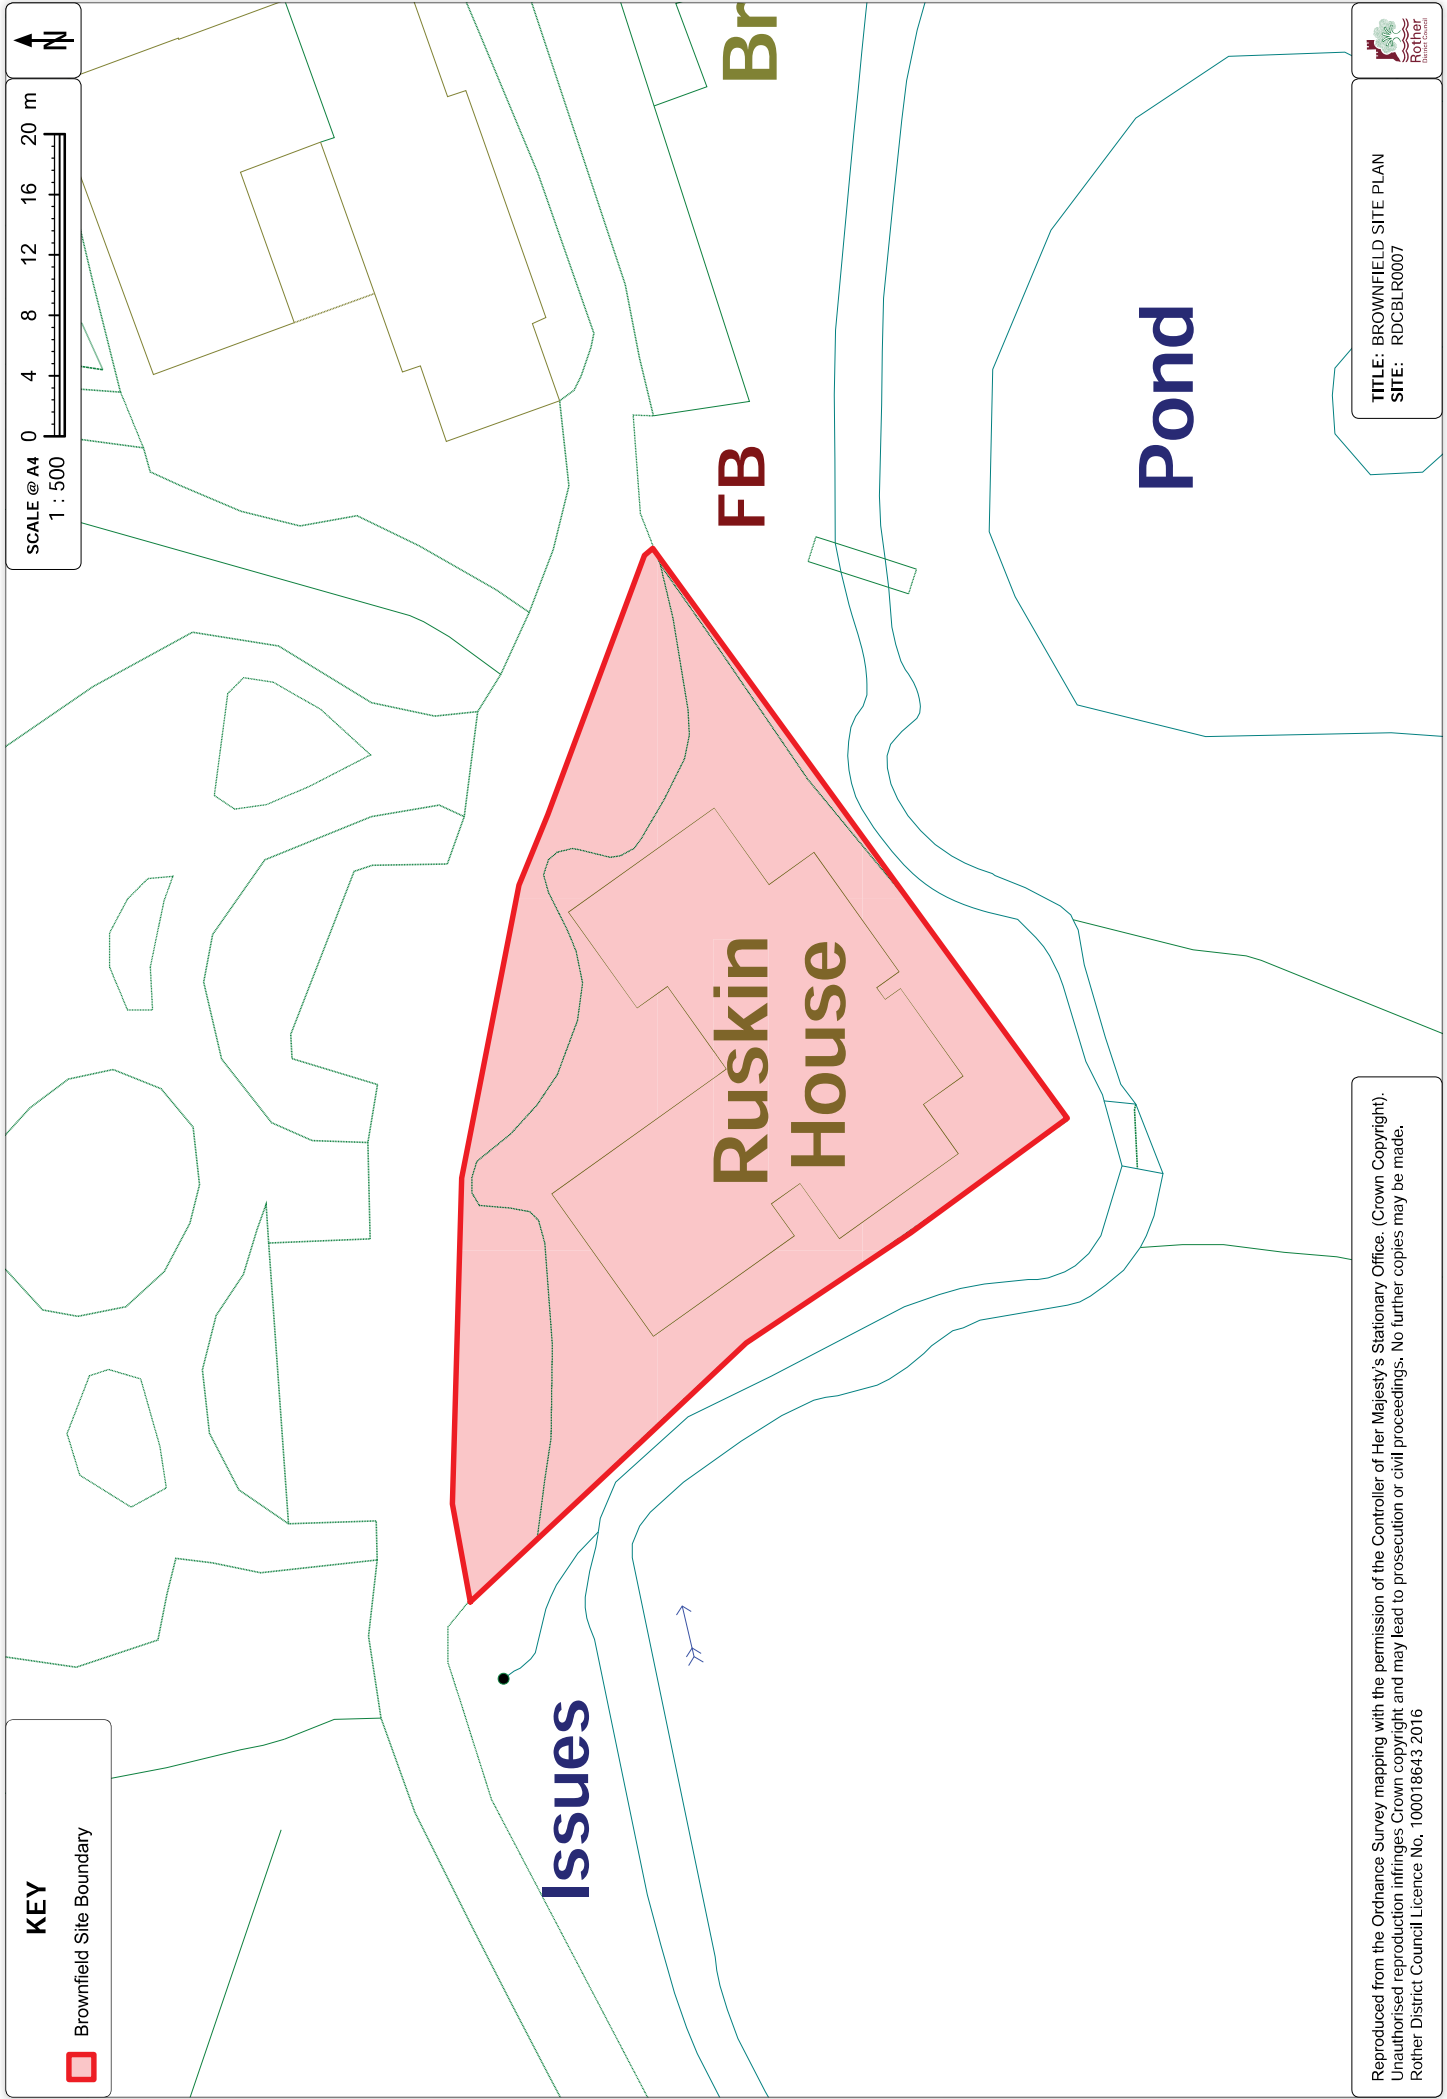 KEY
Brownfield Site Boundary
SCALE @ A4
1 : 500
0 4 8 12 16 20 m
N
Br
FB
Ruskin
House
Pond
Issues
Reproduced from the Ordnance Survey mapping with the permission of the Controller of Her Majesty's Stationary Office. (Crown Copyright).
Unauthorised reproduction infringes Crown copyright and may lead to prosecution or civil proceedings. No further copies may be made.
Rother District Council Licence No. 100018643 2016
TITLE: BROWNFIELD SITE PLAN
SITE: RDCBLR0007
Rother
District Council